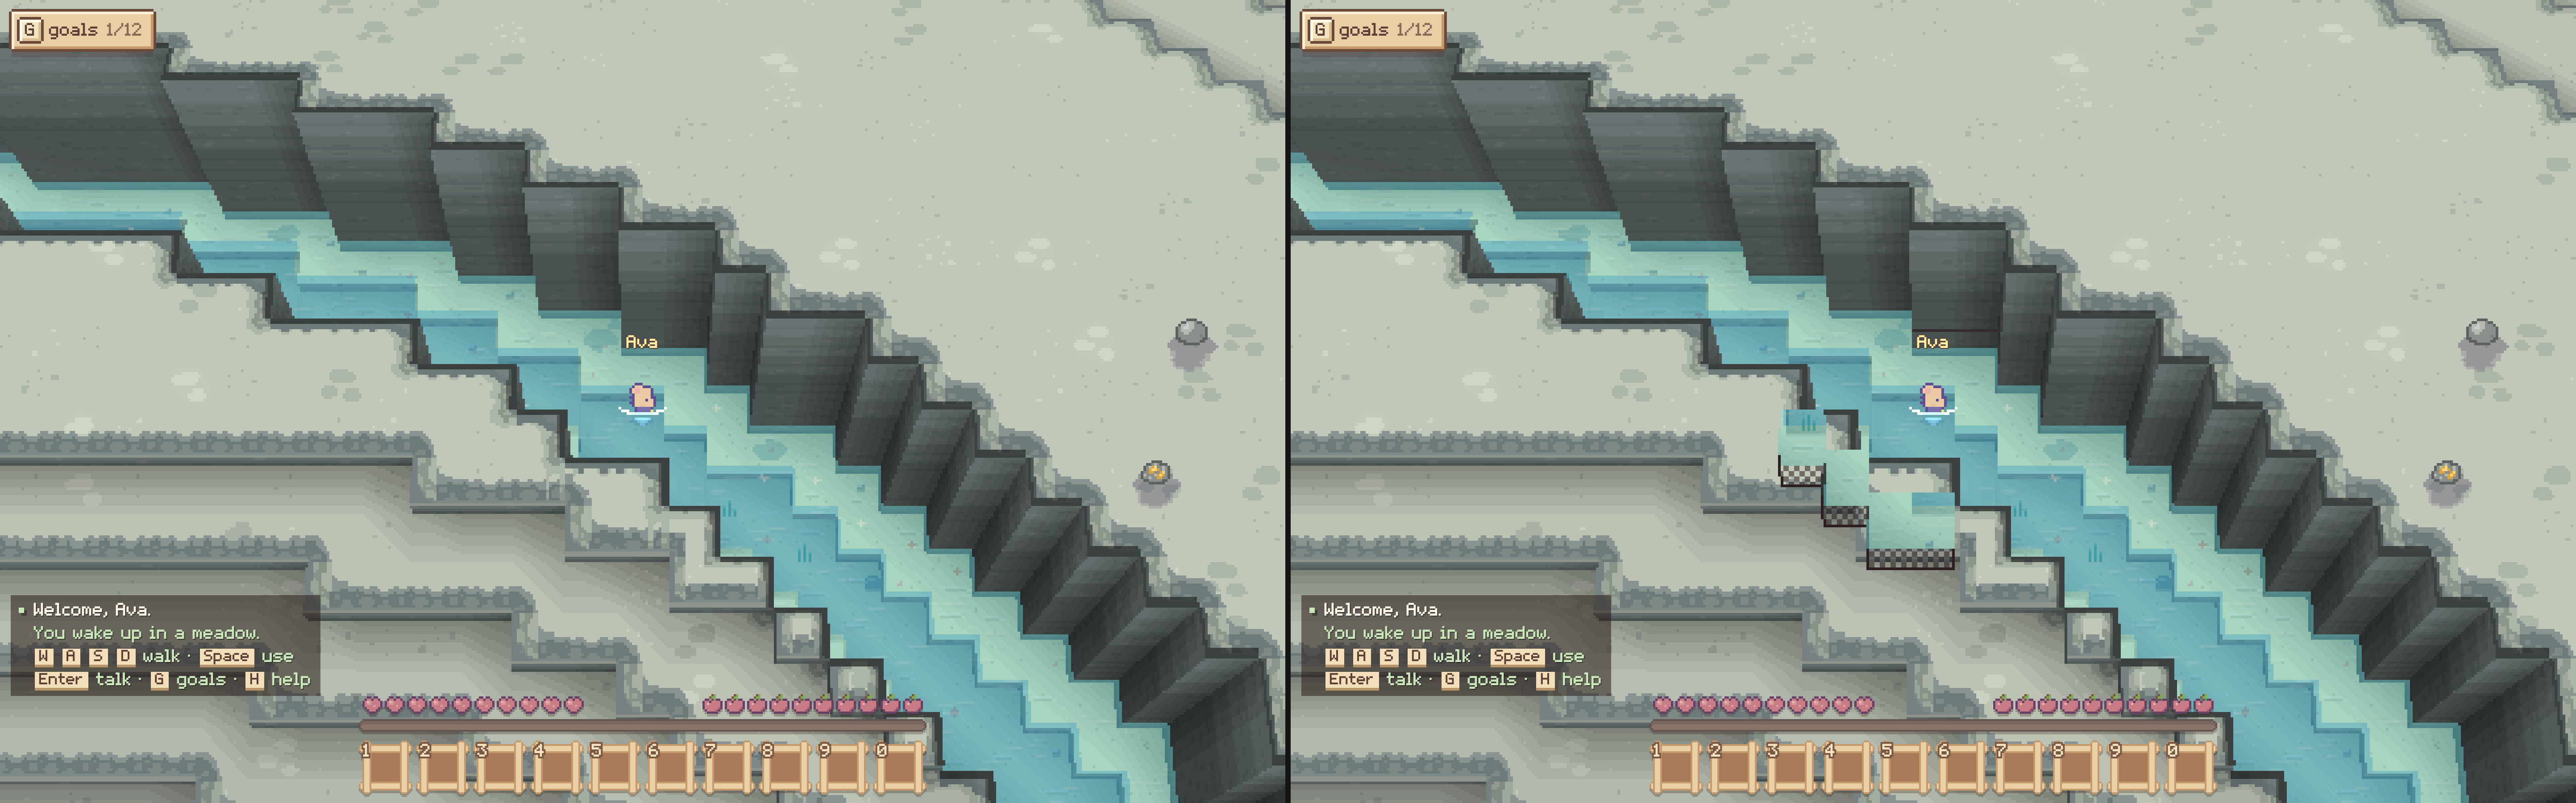 G goals 1/12
Ava
Welcome, Ava.
You wake up in a meadow.
W A S D walk · Space use
Enter talk · G goals · H help
1 2 3 4 5 6 7 8 9 0
G goals 1/12
Ava
Welcome, Ava.
You wake up in a meadow.
W A S D walk · Space use
Enter talk · G goals · H help
1 2 3 4 5 6 7 8 9 0